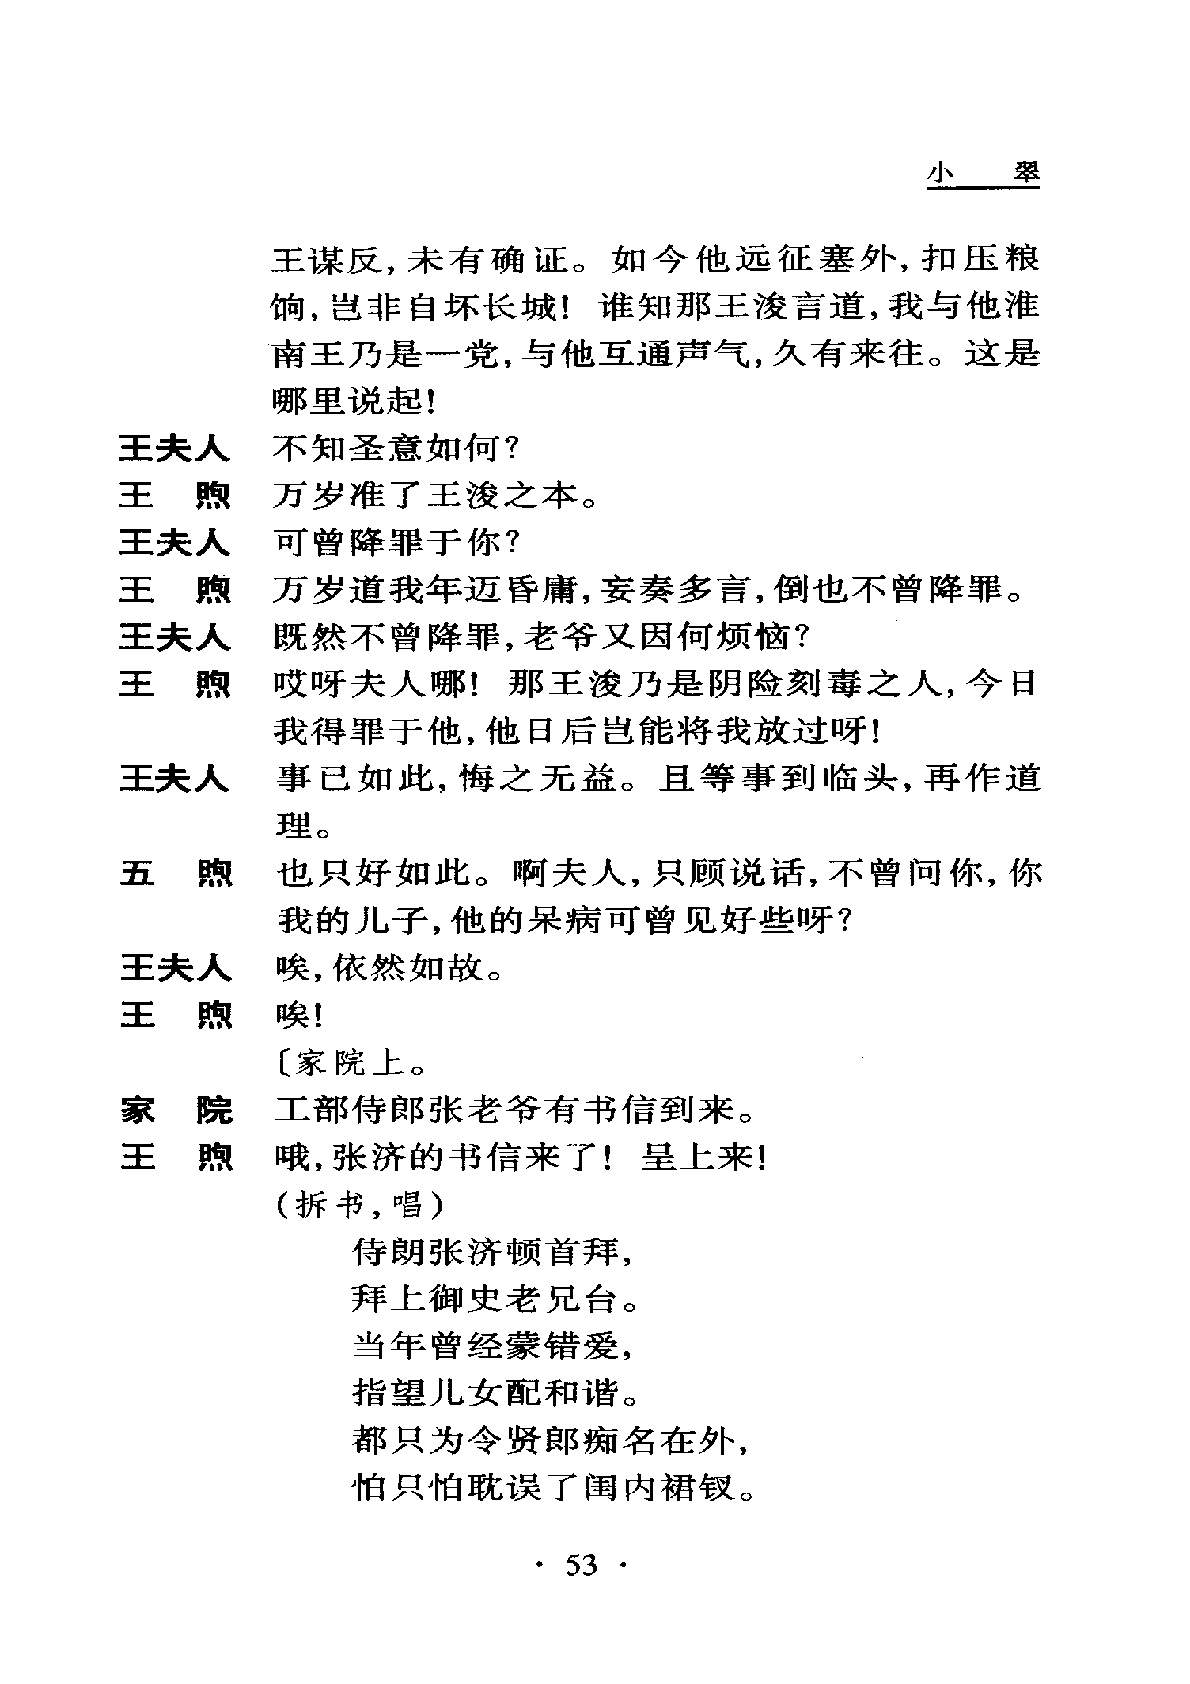 小 翠
王谋反,未有确证。如今他远征塞外,扣压粮
饷,岂非自坏长城! 谁知那王浚言道,我与他淮
南王乃是一党,与他互通声气,久有来往。这是
哪里说起!
王夫人 不知圣意如何?
王 煦 万岁准了王浚之本。
王夫人 可曾降罪于你?
王 煦 万岁道我年迈昏庸,妄奏多言,倒也不曾降罪。
王夫人 既然不曾降罪,老爷又因何烦恼?
王 煦 哎呀夫人哪! 那王浚乃是阴险刻毒之人,今日
我得罪于他,他日后岂能将我放过呀!
王夫人 事已如此,悔之无益。且等事到临头,再作道
理。
五 煦 也只好如此。啊夫人,只顾说话,不曾问你,你
我的儿子,他的呆病可曾见好些呀?
王夫人 唉,依然如故。
王 煦 唉!
〔家院上。
家 院 工部侍郎张老爷有书信到来。
王 煦 哦,张济的书信来了! 呈上来!
(拆书,唱)
侍朗张济顿首拜,
拜上御史老兄台。
当年曾经蒙错爱,
指望儿女配和谐。
都只为令贤郎痴名在外,
怕只怕耽误了闺内裙钗。
· 53 ·